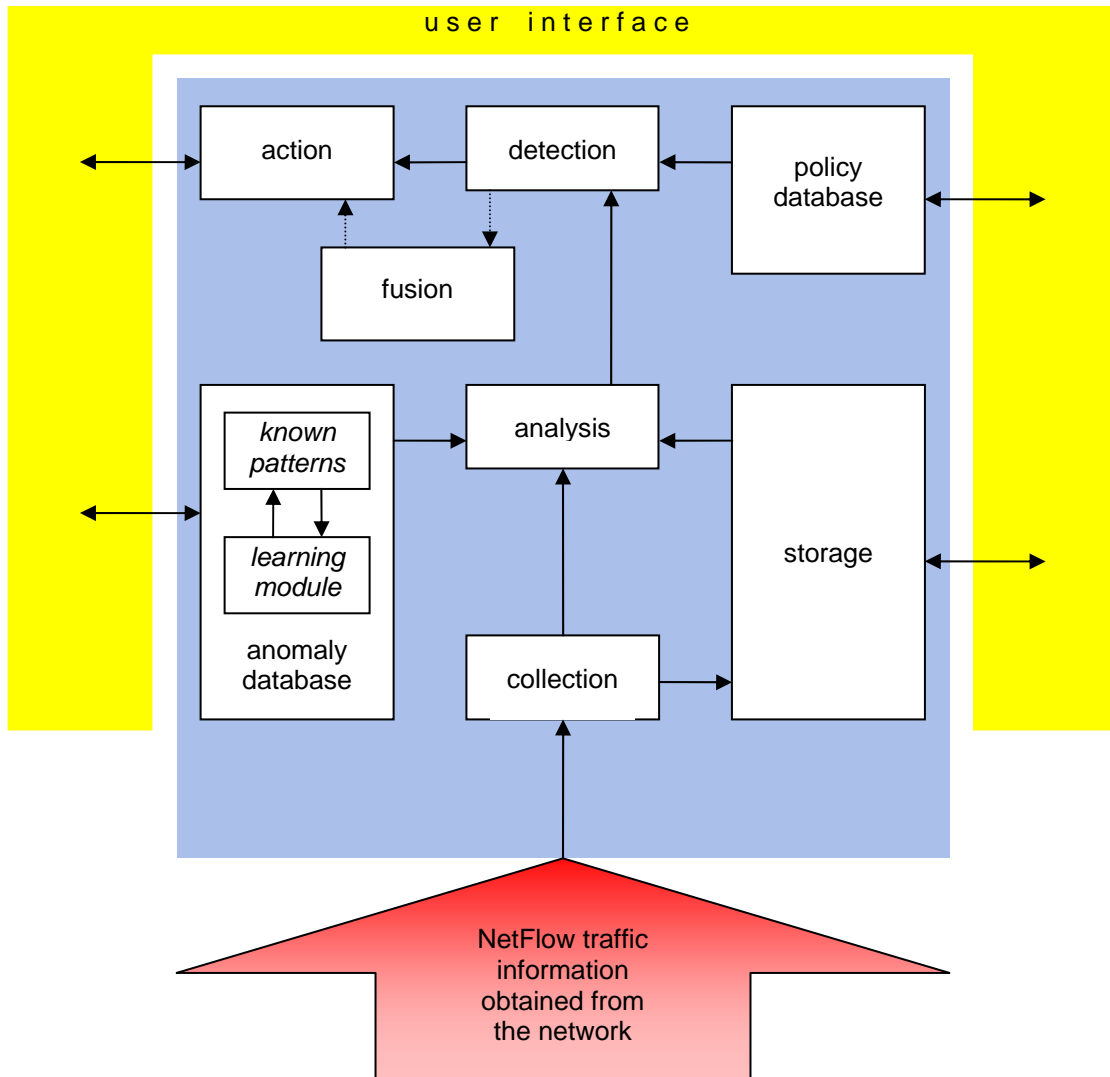 user interface
action
detection
policy
database
fusion
known
patterns
learning
module
anomaly
database
analysis
storage
collection
NetFlow traffic
information
obtained from
the network